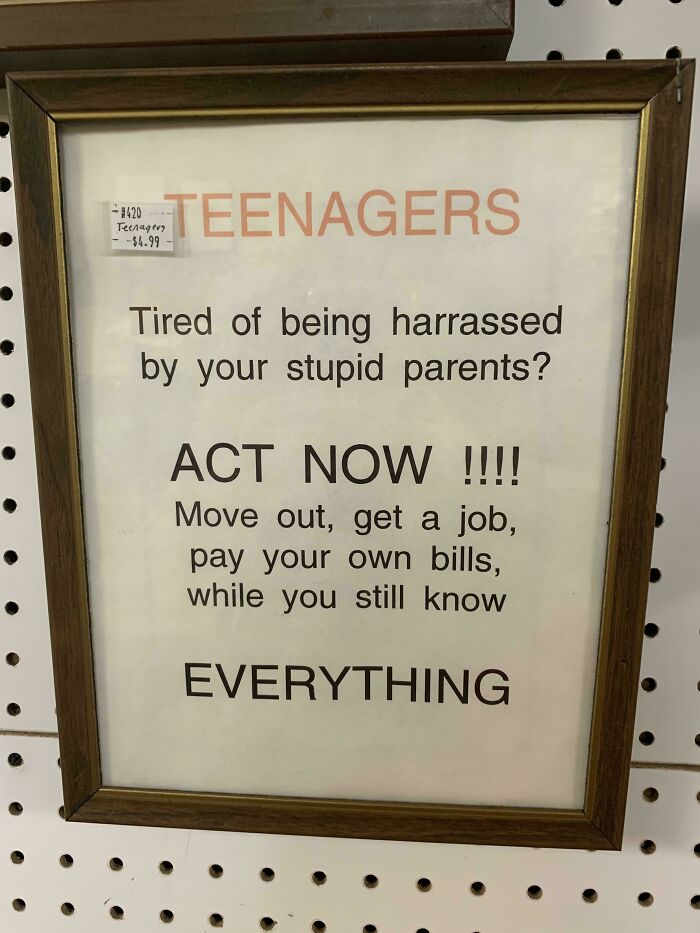 TEENAGERS
#420
Teenagers
$4.99
Tired of being harrassed
by your stupid parents?
ACT NOW !!!!
Move out, get a job,
pay your own bills,
while you still know
EVERYTHING